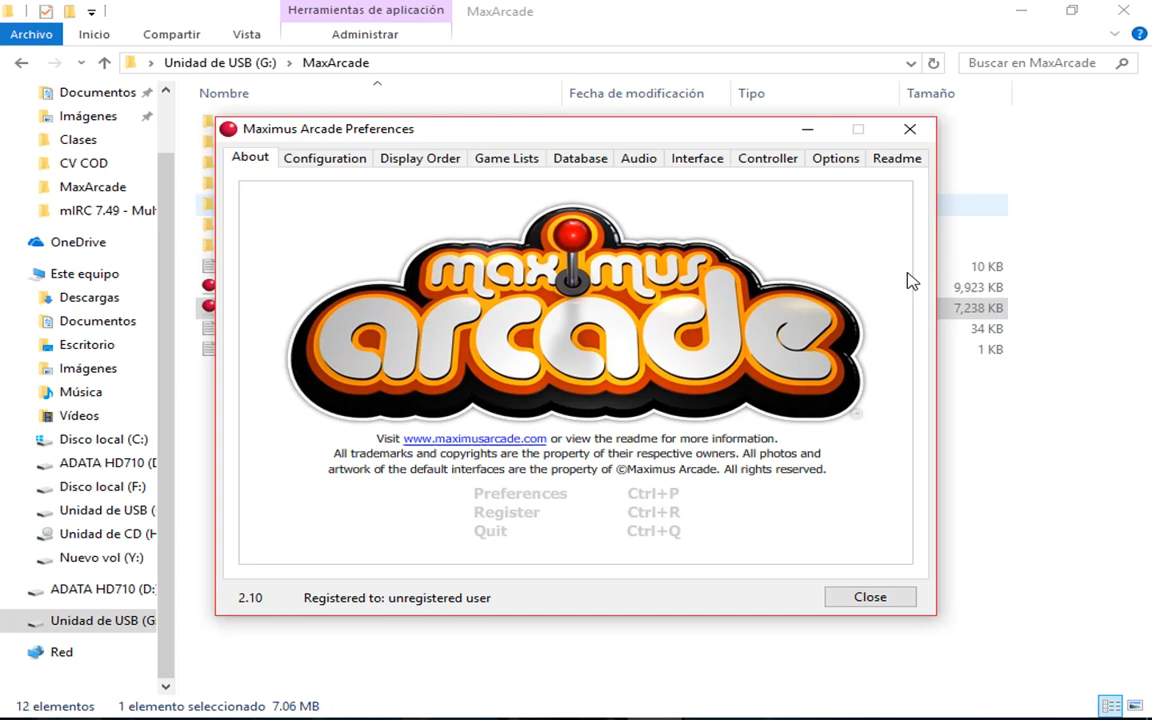 Herramientas de aplicación
MaxArcade
Archivo
Inicio
Compartir
Vista
Administrar
Unidad de USB (G:)
MaxArcade
Buscar en MaxArcade
Nombre
Fecha de modificación
Tipo
Tamaño
Documentos
Imágenes
Clases
CV COD
MaxArcade
mIRC 7.49 - Mul
OneDrive
Este equipo
Descargas
Documentos
Escritorio
Imágenes
Música
Vídeos
Disco local (C:)
ADATA HD710 (D
Disco local (F:)
Unidad de USB (
Unidad de CD (H
Nuevo vol (Y:)
ADATA HD710 (D:
Unidad de USB (G
Red
Maximus Arcade Preferences
About
Configuration
Display Order
Game Lists
Database
Audio
Interface
Controller
Options
Readme
maximus
arcade
Visit www.maximusarcade.com or view the readme for more information.
All trademarks and copyrights are the property of their respective owners. All photos and
artwork of the default interfaces are the property of ©Maximus Arcade. All rights reserved.
Preferences Ctrl+P
Register Ctrl+R
Quit Ctrl+Q
2.10
Registered to: unregistered user
Close
10 KB
9,923 KB
7,238 KB
34 KB
1 KB
12 elementos
1 elemento seleccionado 7.06 MB